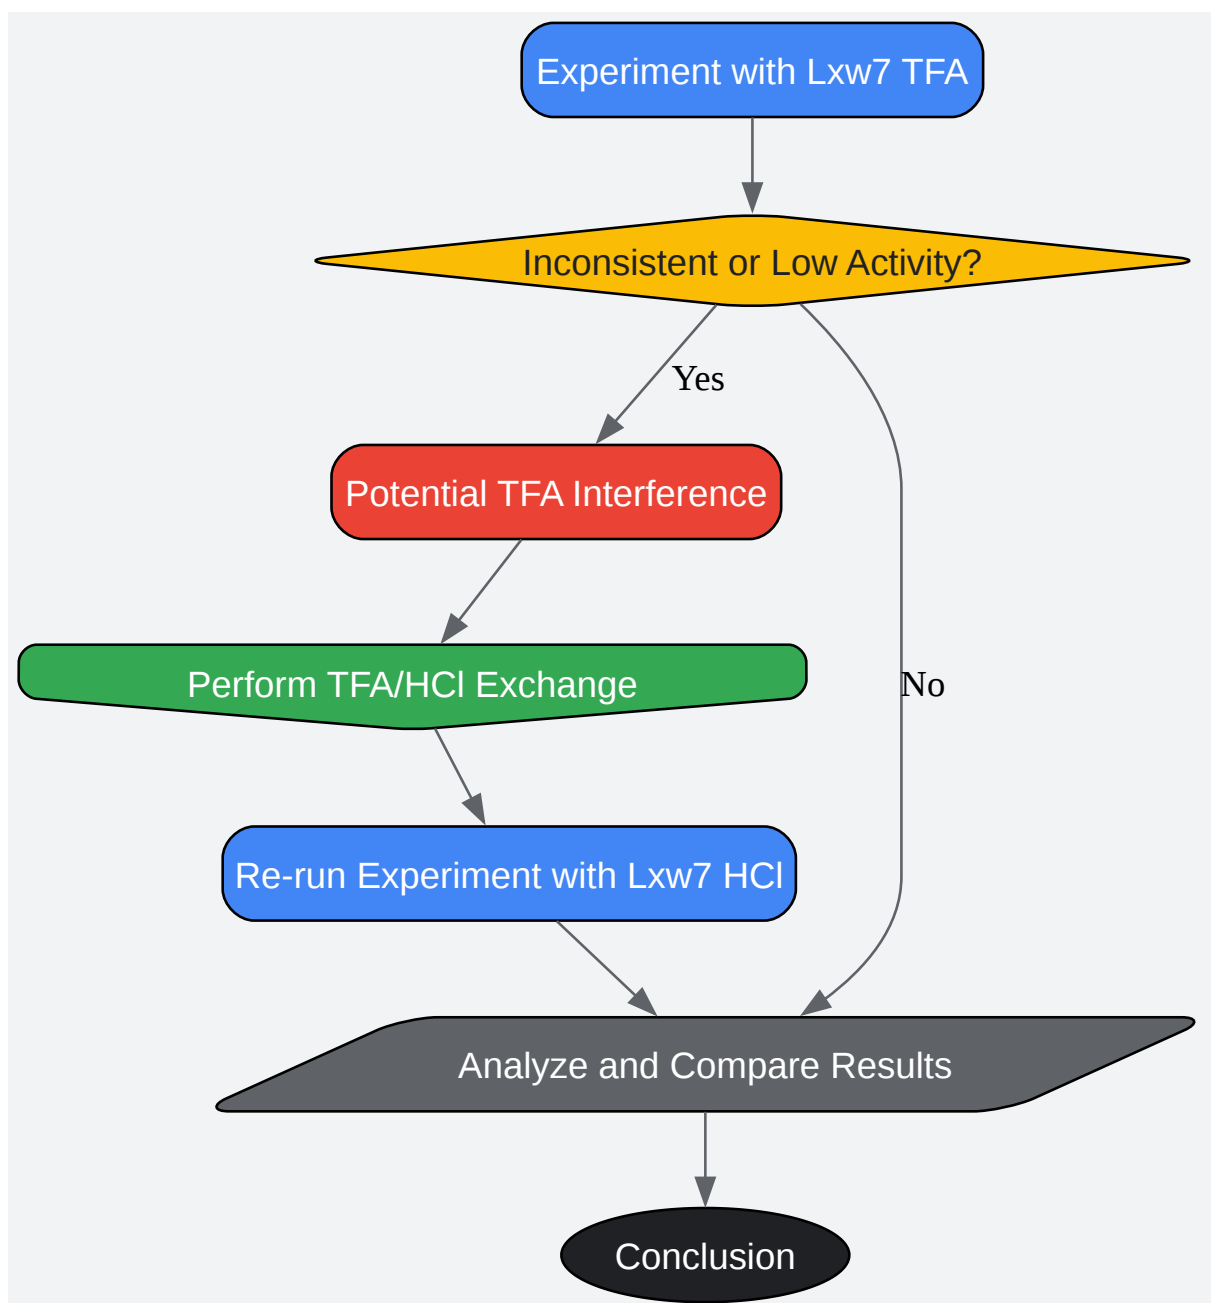 Experiment with Lxw7 TFA
Inconsistent or Low Activity?
Yes
Potential TFA Interference
Perform TFA/HCl Exchange
No
Re-run Experiment with Lxw7 HCl
Analyze and Compare Results
Conclusion